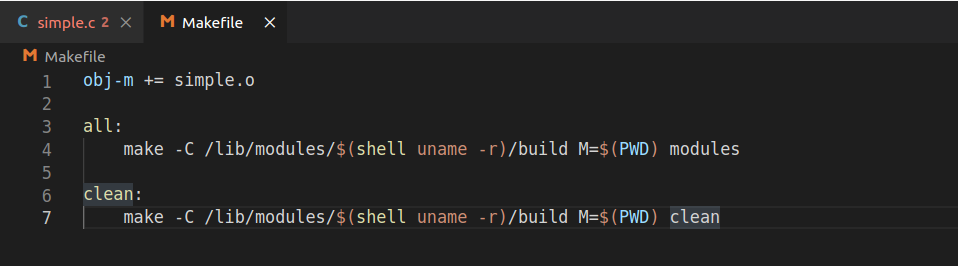 C simple.c 2 × M Makefile ×
M Makefile
1 obj-m += simple.o
2
3 all:
4     make -C /lib/modules/$(shell uname -r)/build M=$(PWD) modules
5
6 clean:
7     make -C /lib/modules/$(shell uname -r)/build M=$(PWD) clean